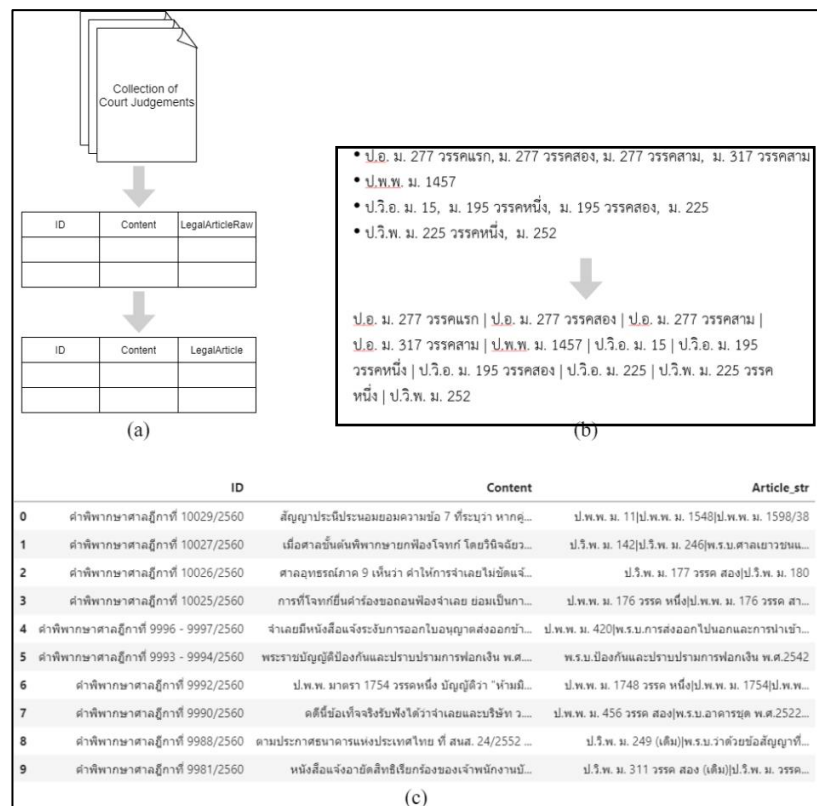 Collection of
Court Judgements
ID Content LegalArticleRaw
ID Content LegalArticle
(a)
• ป.อ. ม. 277 วรรคแรก, ม. 277 วรรคสอง, ม. 277 วรรคสาม, ม. 317 วรรคสาม
• ป.พ.พ. ม. 1457
• ป.วิ.อ. ม. 15, ม. 195 วรรคหนึ่ง, ม. 195 วรรคสอง, ม. 225
• ป.วิ.พ. ม. 225 วรรคหนึ่ง, ม. 252
ป.อ. ม. 277 วรรคแรก | ป.อ. ม. 277 วรรคสอง | ป.อ. ม. 277 วรรคสาม |
ป.อ. ม. 317 วรรคสาม | ป.พ.พ. ม. 1457 | ป.วิ.อ. ม. 15 | ป.วิ.อ. ม. 195
วรรคหนึ่ง | ป.วิ.อ. ม. 195 วรรคสอง | ป.วิ.อ. ม. 225 | ป.วิ.พ. ม. 225 วรรค
หนึ่ง | ป.วิ.พ. ม. 252
(b)
ID Content Article_str
0 คำพิพากษาศาลฎีกาที่ 10029/2560 สัญญาประนีประนอมยอมความข้อ 7 ที่ระบุว่า หากคู่... ป.พ.พ. ม. 11|ป.พ.พ. ม. 1548|ป.พ.พ. ม. 1598/38
1 คำพิพากษาศาลฎีกาที่ 10027/2560 เมื่อศาลชั้นต้นพิพากษายกฟ้องโจทก์ โดยวินิจฉัยว... ป.วิ.พ. ม. 142|ป.วิ.พ. ม. 246|พ.ร.บ.ศาลเยาวชนแ...
2 คำพิพากษาศาลฎีกาที่ 10026/2560 ศาลอุทธรณ์ภาค 9 เห็นว่า คำให้การจำเลยไม่ขัดแจ้... ป.วิ.พ. ม. 177 วรรค สอง|ป.วิ.พ. ม. 180
3 คำพิพากษาศาลฎีกาที่ 10025/2560 การที่โจทก์ยื่นคำร้องขอถอนฟ้องจำเลย ย่อมเป็นกา... ป.พ.พ. ม. 176 วรรค หนึ่ง|ป.พ.พ. ม. 176 วรรค สา...
4 คำพิพากษาศาลฎีกาที่ 9996 - 9997/2560 จำเลยมีหนังสือแจ้งระงับการออกใบอนุญาตส่งออกข้า... ป.พ.พ. ม. 420|พ.ร.บ.การส่งออกไปนอกและการนำเข้า...
5 คำพิพากษาศาลฎีกาที่ 9993 - 9994/2560 พระราชบัญญัติป้องกันและปราบปรามการฟอกเงิน พ.ศ.... พ.ร.บ.ป้องกันและปราบปรามการฟอกเงิน พ.ศ.2542
6 คำพิพากษาศาลฎีกาที่ 9992/2560 ป.พ.พ. มาตรา 1754 วรรคหนึ่ง บัญญัติว่า "ห้ามมิ... ป.พ.พ. ม. 1748 วรรค หนึ่ง|ป.พ.พ. ม. 1754|ป.พ.พ...
7 คำพิพากษาศาลฎีกาที่ 9990/2560 คดีนี้ข้อเท็จจริงรับฟังได้ว่าจำเลยและบริษัท ว.... ป.พ.พ. ม. 456 วรรค สอง|พ.ร.บ.อาคารชุด พ.ศ.2522...
8 คำพิพากษาศาลฎีกาที่ 9988/2560 ตามประกาศธนาคารแห่งประเทศไทย ที่ สนส. 24/2552 ... ป.วิ.พ. ม. 249 (เดิม)|พ.ร.บ.ว่าด้วยข้อสัญญาที่...
9 คำพิพากษาศาลฎีกาที่ 9981/2560 หนังสือแจ้งอายัดสิทธิเรียกร้องของเจ้าพนักงานบั... ป.วิ.พ. ม. 311 วรรค สอง (เดิม)|ป.วิ.พ. ม. วรรค...
(c)